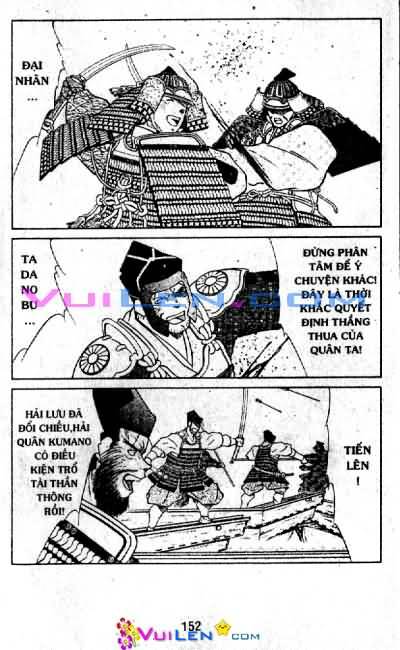 ĐẠI
NHÂN
...
TA
DA
NO
BU
...
ĐỪNG PHÂN
TÂM ĐỂ Ý
CHUYỆN KHÁC!
ĐÂY LÀ THỜI
KHẮC QUYẾT
ĐỊNH THẮNG
THUA CỦA
QUÂN TA!
VUILEN.COM
HẢI LƯU ĐÃ
ĐỔI CHIỀU,HẢI
QUÂN KUMANO
CÓ ĐIỀU
KIỆN TRỔ
TÀI THẦN
THÔNG
RỒI!
TIẾN
LÊN
!
152
VUILEN COM